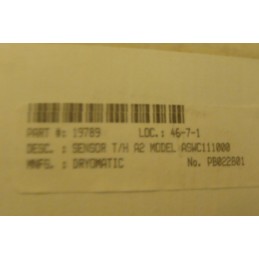 PART #: 19789 LOC.: 46-7-1
DESC. : SENSOR T/H A2 MODEL ASWC111000
MNFG. : DRYOMATIC No. PB022801